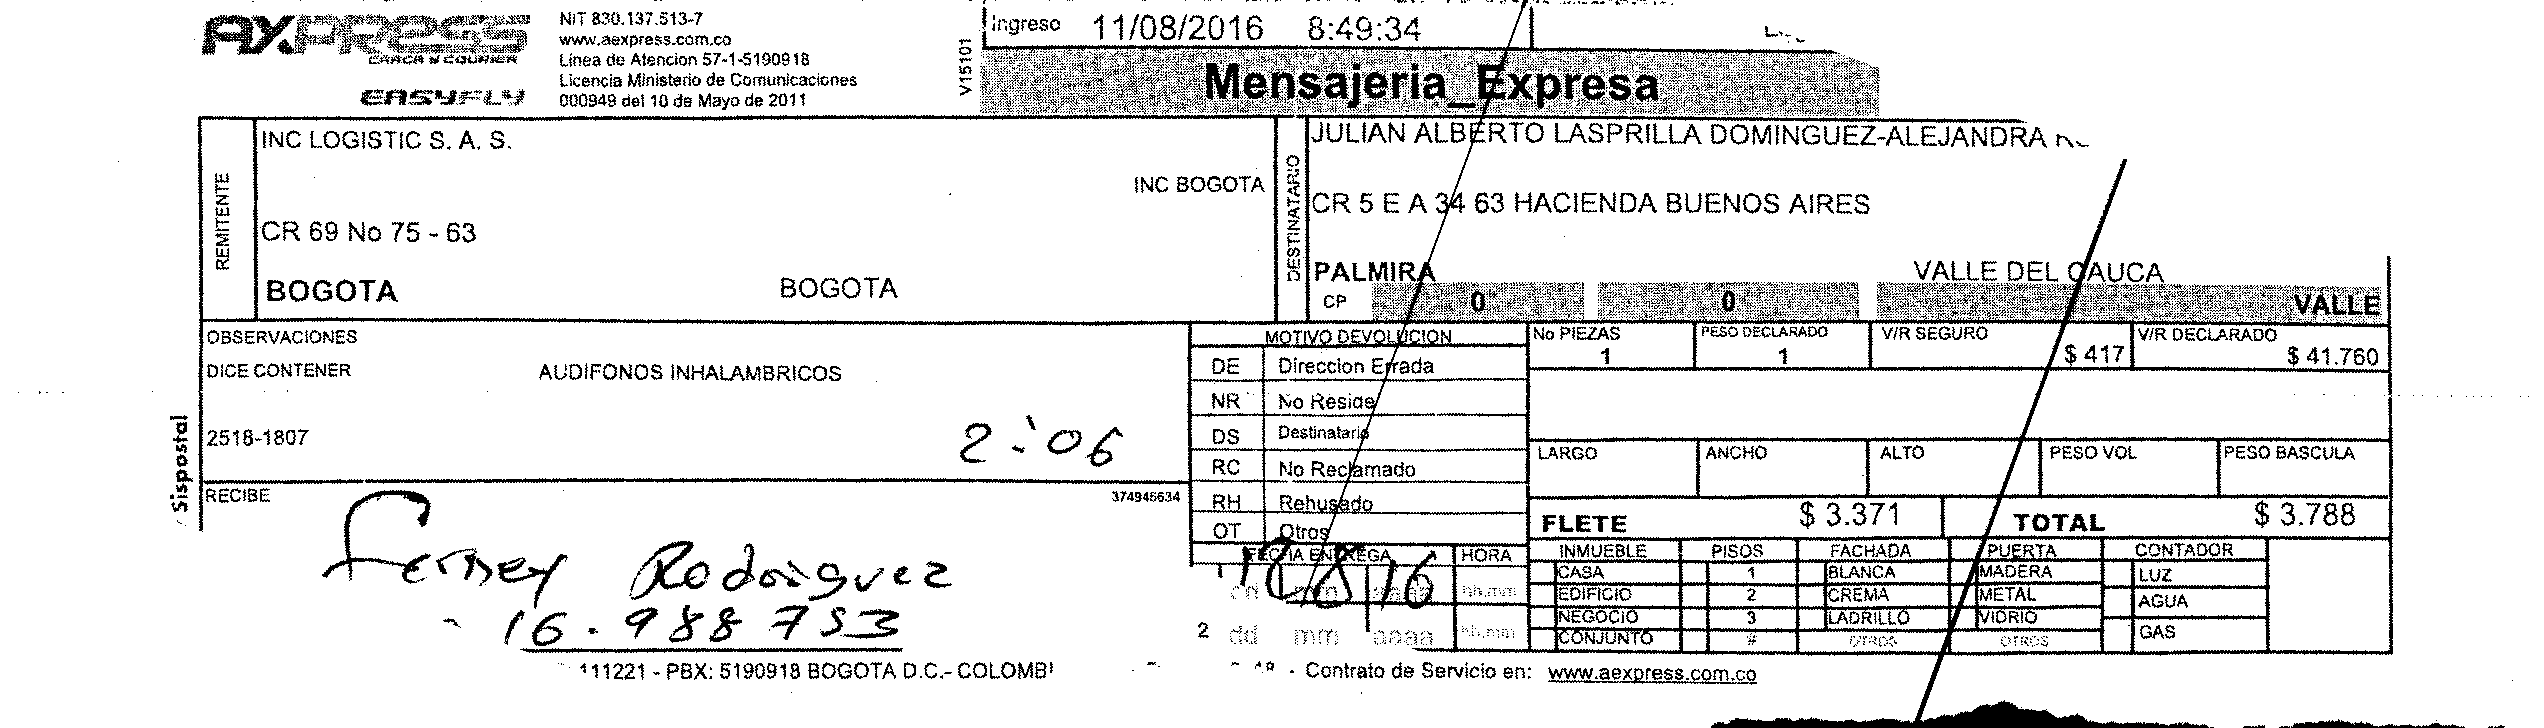 AXPRESS
CARGA & COURIER
EASYFLY
NIT 830.137.513-7
www.aexpress.com.co
Linea de Atencion 57-1-5190918
Licencia Ministerio de Comunicaciones
000949 del 10 de Mayo de 2011
V15101
Ingreso 11/08/2016 8:49:34
Mensajeria_Expresa
REMITENTE
INC LOGISTIC S. A. S.
INC BOGOTA
CR 69 No 75 - 63
BOGOTA BOGOTA
DESTINATARIO
JULIAN ALBERTO LASPRILLA DOMINGUEZ-ALEJANDRA
CR 5 E A 34 63 HACIENDA BUENOS AIRES
PALMIRA VALLE DEL CAUCA
CP 0 0 VALLE
OBSERVACIONES
DICE CONTENER AUDIFONOS INHALAMBRICOS
2518-1807
2:06
Sispostal
RECIBE 374946634
Ferney Rodriguez
16.988753
MOTIVO DEVOLUCION
DE Direccion Errada
NR No Reside
DS Destinatario
RC No Reclamado
RH Rehusado
OT Otros
FECHA ENTREGA HORA
1 dd mm aaaa hh:mm
18 8 16
2 dd mm aaaa hh:mm
No PIEZAS PESO DECLARADO V/R SEGURO V/R DECLARADO
1 1 $ 417 $ 41.760
LARGO ANCHO ALTO PESO VOL PESO BASCULA
FLETE $ 3.371 TOTAL $ 3.788
INMUEBLE PISOS FACHADA PUERTA CONTADOR
CASA 1 BLANCA MADERA LUZ
EDIFICIO 2 CREMA METAL AGUA
NEGOCIO 3 LADRILLO VIDRIO GAS
CONJUNTO # OTROS OTROS
111221 - PBX: 5190918 BOGOTA D.C.- COLOMBI - Contrato de Servicio en: www.aexpress.com.co